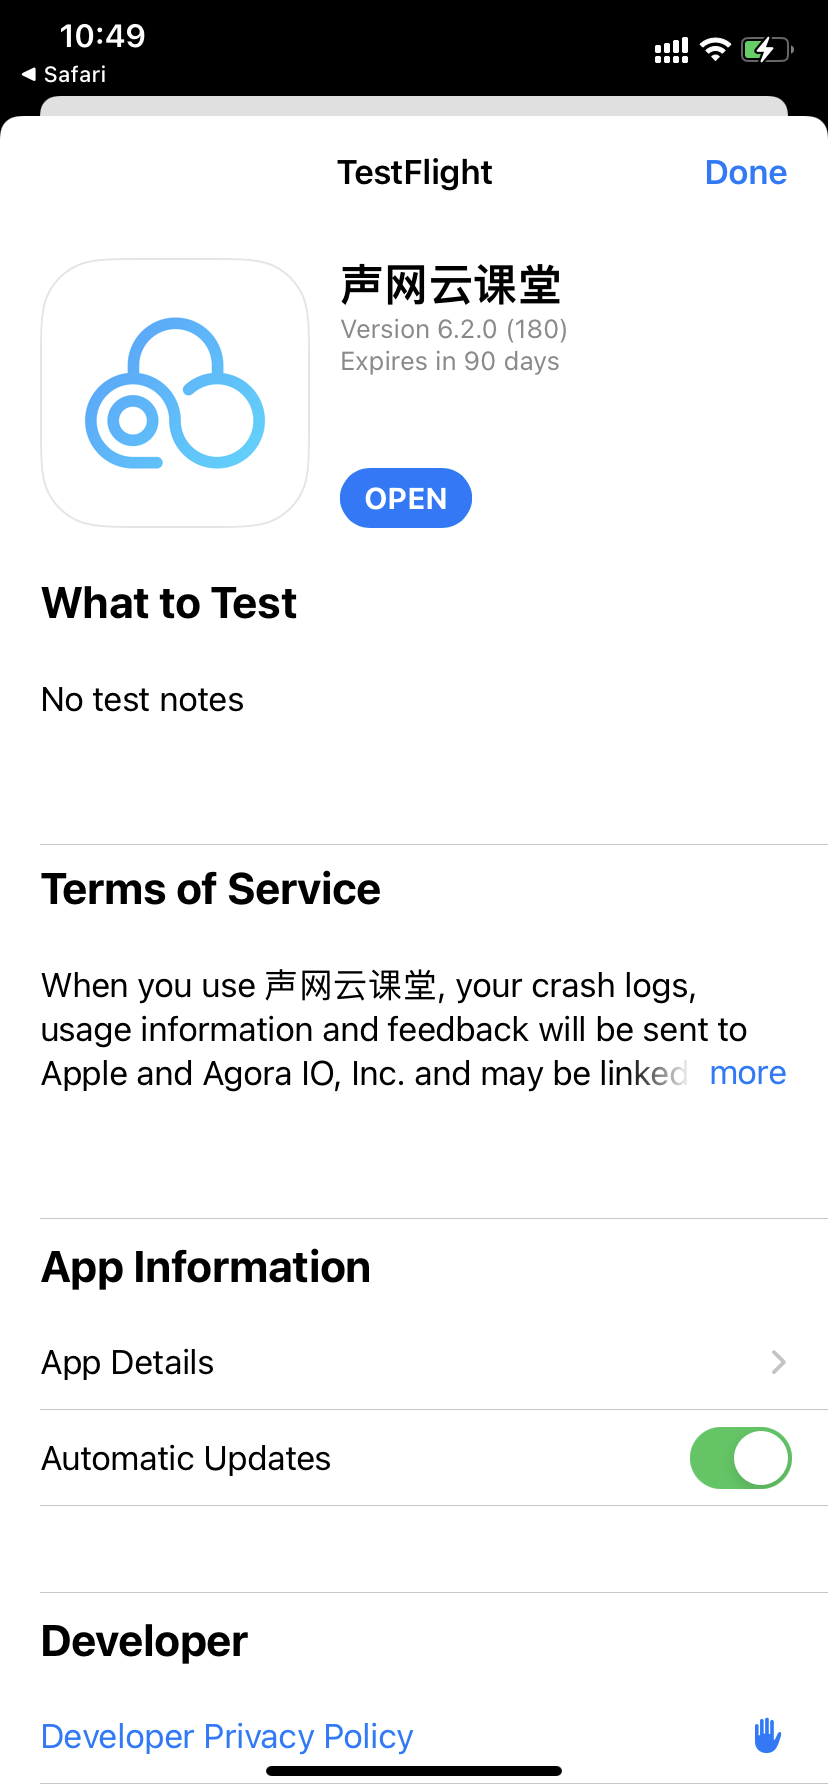 10:49
Safari
TestFlight
Done
声网云课堂
Version 6.2.0 (180)
Expires in 90 days
OPEN
What to Test
No test notes
Terms of Service
When you use 声网云课堂, your crash logs,
usage information and feedback will be sent to
Apple and Agora IO, Inc. and may be linked more
App Information
App Details
Automatic Updates
Developer
Developer Privacy Policy